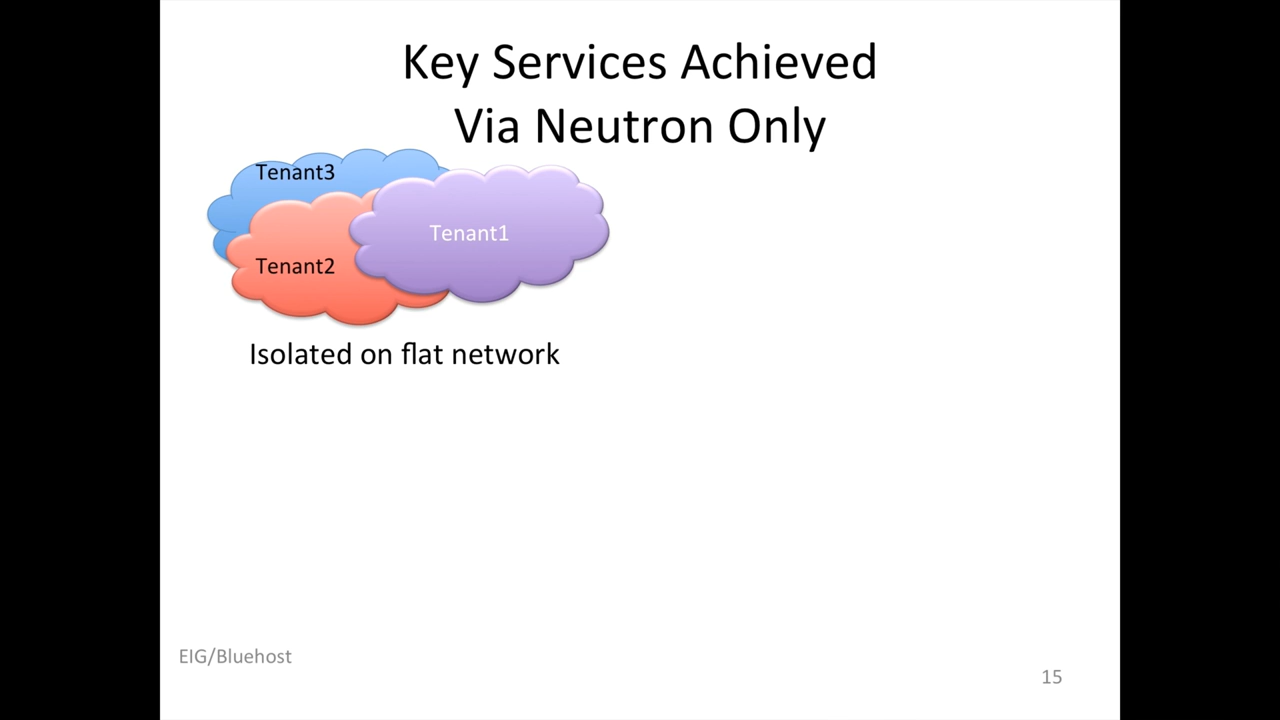 Key Services Achieved
Via Neutron Only
Tenant3
Tenant1
Tenant2
Isolated on flat network
EIG/Bluehost
15